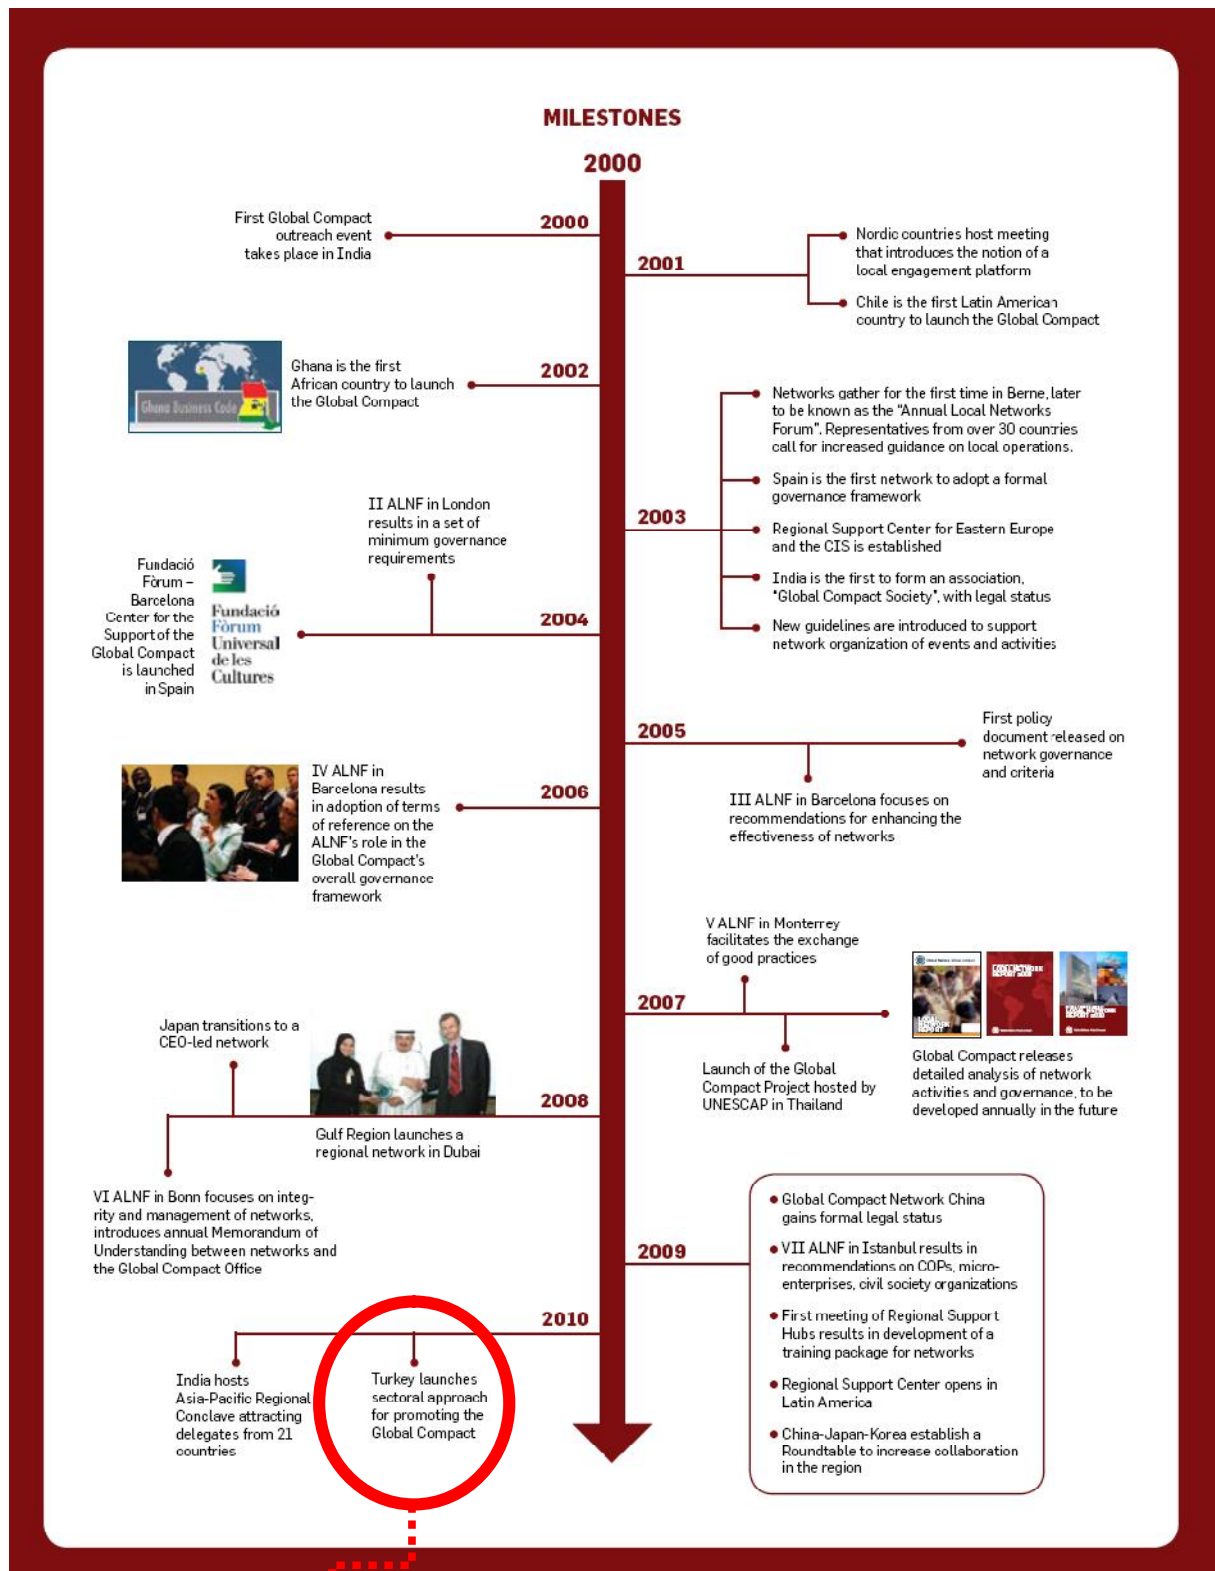 MILESTONES
2000
2000
First Global Compact
outreach event
takes place in India
2001
Nordic countries host meeting
that introduces the notion of a
local engagement platform
Chile is the first Latin American
country to launch the Global Compact
2002
Ghana Business Code
Ghana is the first
African country to launch
the Global Compact
2003
Networks gather for the first time in Berne, later
to be known as the "Annual Local Networks
Forum". Representatives from over 30 countries
call for increased guidance on local operations.
Spain is the first network to adopt a formal
governance framework
Regional Support Center for Eastern Europe
and the CIS is established
India is the first to form an association,
"Global Compact Society", with legal status
New guidelines are introduced to support
network organization of events and activities
II ALNF in London
results in a set of
minimum governance
requirements
2004
Fundació
Fòrum –
Barcelona
Center for the
Support of the
Global Compact
is launched
in Spain
Fundació
Fòrum
Universal
de les
Cultures
2005
First policy
document released on
network governance
and criteria
III ALNF in Barcelona focuses on
recommendations for enhancing the
effectiveness of networks
2006
IV ALNF in
Barcelona results
in adoption of terms
of reference on the
ALNF's role in the
Global Compact's
overall governance
framework
V ALNF in Monterrey
facilitates the exchange
of good practices
2007
Launch of the Global
Compact Project hosted by
UNESCAP in Thailand
LOCAL
NETWORK
REPORT
LOCAL NETWORK
REPORT 2008
Global Compact releases
detailed analysis of network
activities and governance, to be
developed annually in the future
Japan transitions to a
CEO-led network
2008
Gulf Region launches a
regional network in Dubai
VI ALNF in Bonn focuses on integ-
rity and management of networks,
introduces annual Memorandum of
Understanding between networks and
the Global Compact Office
2009
Global Compact Network China
gains formal legal status
VII ALNF in Istanbul results in
recommendations on COPs, micro-
enterprises, civil society organizations
First meeting of Regional Support
Hubs results in development of a
training package for networks
Regional Support Center opens in
Latin America
China-Japan-Korea establish a
Roundtable to increase collaboration
in the region
2010
India hosts
Asia-Pacific Regional
Conclave attracting
delegates from 21
countries
Turkey launches
sectoral approach
for promoting the
Global Compact